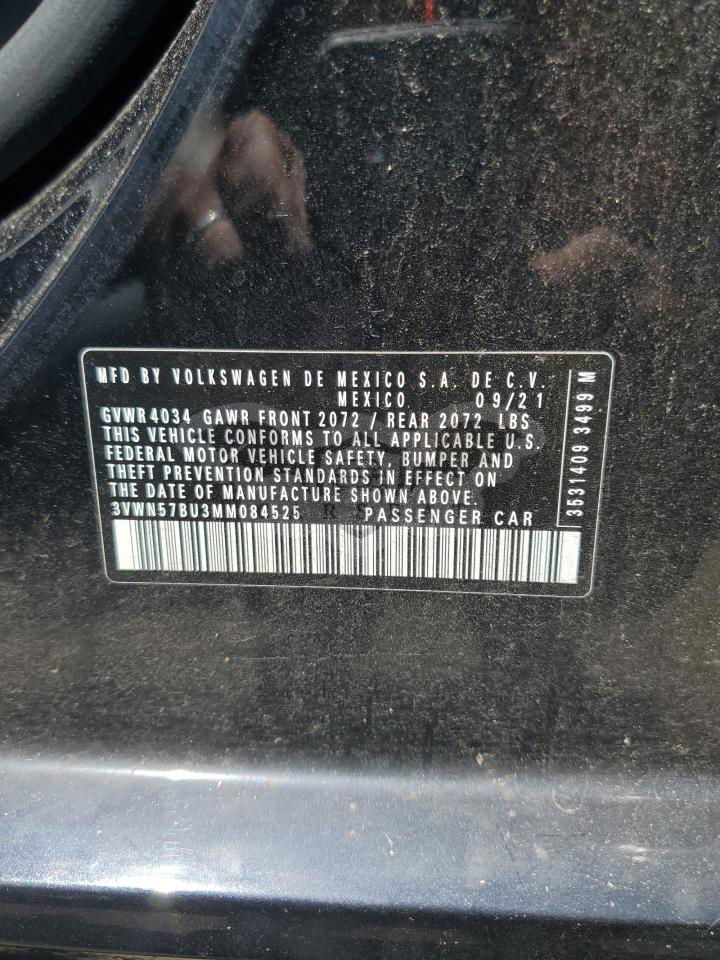 MFD BY VOLKSWAGEN DE MEXICO S.A. DE C.V.
MEXICO 09/21
GVWR4034 GAWR FRONT 2072 / REAR 2072 LBS
THIS VEHICLE CONFORMS TO ALL APPLICABLE U.S.
FEDERAL MOTOR VEHICLE SAFETY, BUMPER AND
THEFT PREVENTION STANDARDS IN EFFECT ON
THE DATE OF MANUFACTURE SHOWN ABOVE.
3VWN57BU3MM084525 PASSENGER CAR
3531409 3499 M